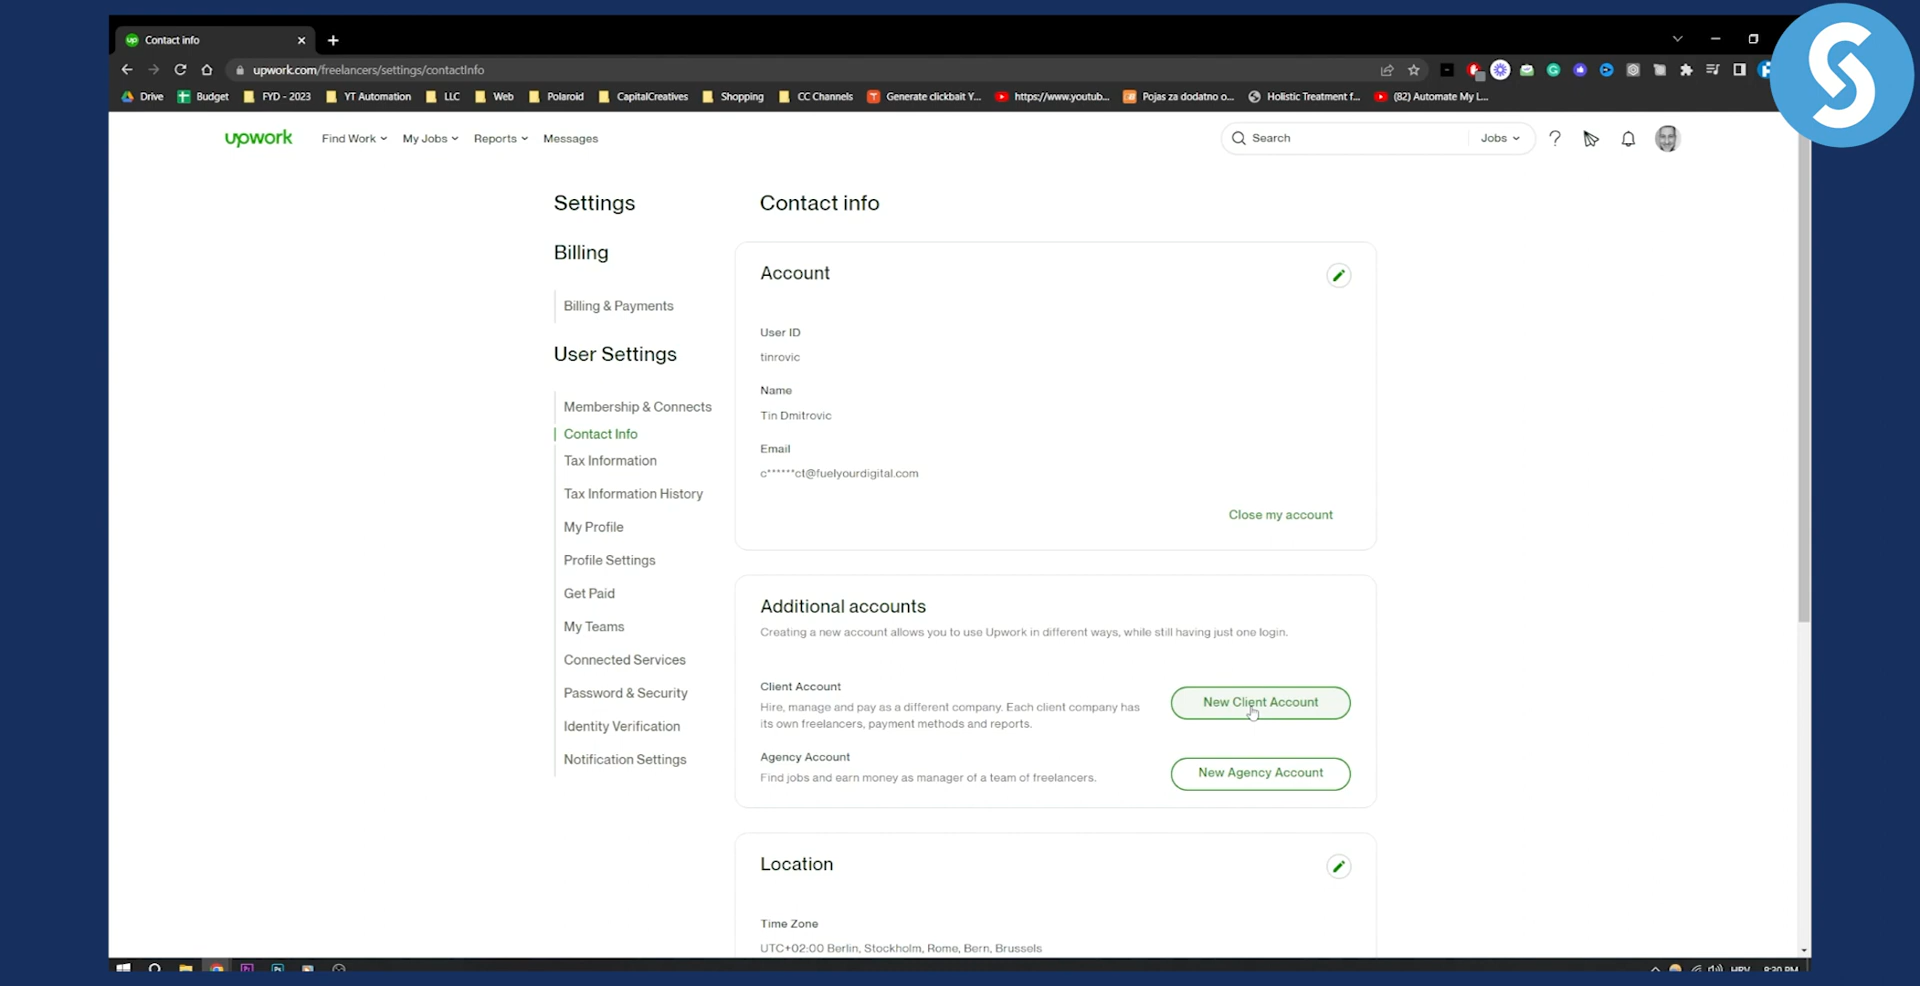 Contact info
upwork.com/freelancers/settings/contactInfo
Drive Budget FYD - 2023 YT Automation LLC Web Polaroid CapitalCreatives Shopping CC Channels Generate clickbait Y... https://www.youtub... Pojas za dodatno o... Holistic Treatment f... (82) Automate My L...
upwork Find Work My Jobs Reports Messages Search Jobs
Settings
Billing
Billing & Payments
User Settings
Membership & Connects
Contact Info
Tax Information
Tax Information History
My Profile
Profile Settings
Get Paid
My Teams
Connected Services
Password & Security
Identity Verification
Notification Settings
Contact info
Account
User ID
tinrovic
Name
Tin Dmitrovic
Email
c******ct@fuelyourdigital.com
Close my account
Additional accounts
Creating a new account allows you to use Upwork in different ways, while still having just one login.
Client Account
Hire, manage and pay as a different company. Each client company has
its own freelancers, payment methods and reports.
New Client Account
Agency Account
Find jobs and earn money as manager of a team of freelancers.
New Agency Account
Location
Time Zone
UTC+02:00 Berlin, Stockholm, Rome, Bern, Brussels
HRV 8:30 PM